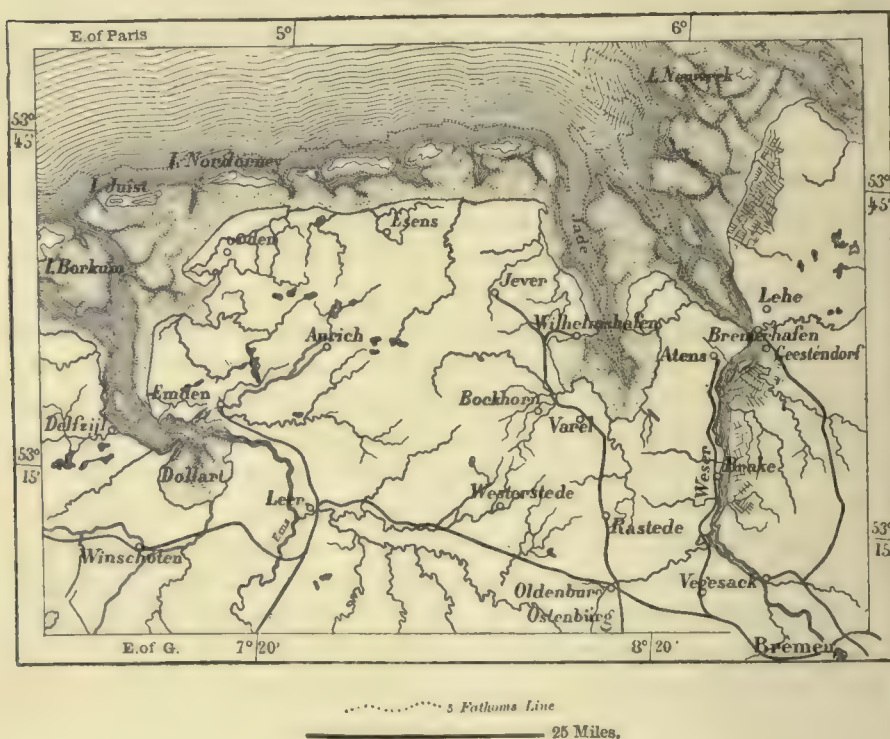 E. of Paris
5°
6°
I. Neuwerk
53°
45'
I. Norderney
I. Juist
53°
45'
Esens
I. Borkum
Jade
Jever
Lehe
Wilhelmshafen
Aurich
Bremerhafen
Geestendorf
Atens
Emden
Bockhorn
Varel
Delfzijl
53°
15'
Dollart
Weser
Brake
Westerstede
Leer
Rastede
Ems
53°
15'
Winschoten
Vegesack
Oldenburg
Ostenburg
Bremen
E. of G.
7° 20'
8° 20'
5 Fathoms Line
25 Miles.